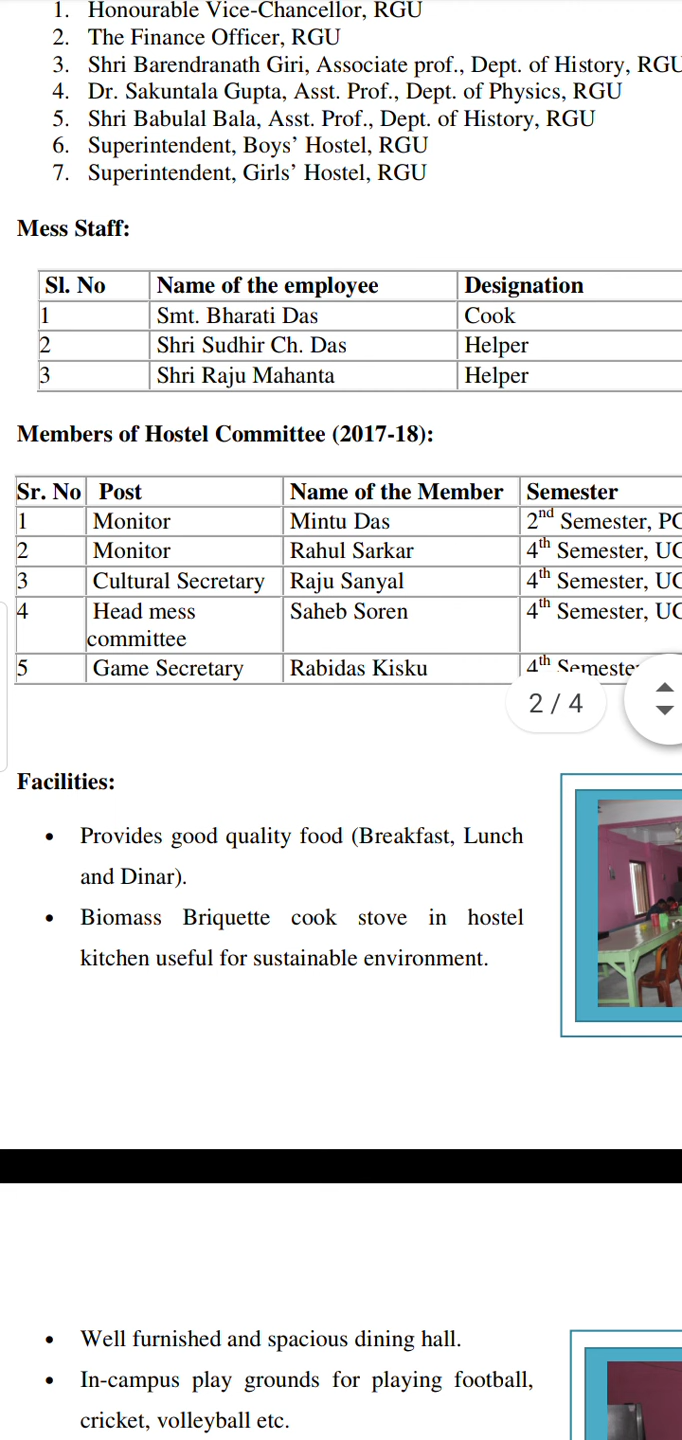 1. Honourable Vice-Chancellor, RGU
2. The Finance Officer, RGU
3. Shri Barendranath Giri, Associate prof., Dept. of History, RGU
4. Dr. Sakuntala Gupta, Asst. Prof., Dept. of Physics, RGU
5. Shri Babulal Bala, Asst. Prof., Dept. of History, RGU
6. Superintendent, Boys’ Hostel, RGU
7. Superintendent, Girls’ Hostel, RGU
Mess Staff:
Sl. No Name of the employee Designation
1 Smt. Bharati Das Cook
2 Shri Sudhir Ch. Das Helper
3 Shri Raju Mahanta Helper
Members of Hostel Committee (2017-18):
Sr. No Post Name of the Member Semester
1 Monitor Mintu Das 2nd Semester,
2 Monitor Rahul Sarkar 4th Semester,
3 Cultural Secretary Raju Sanyal 4th Semester,
4 Head mess Saheb Soren 4th Semester,
committee
5 Game Secretary Rabidas Kisku 4th
2 / 4
Facilities:
• Provides good quality food (Breakfast, Lunch
and Dinar).
• Biomass Briquette cook stove in hostel
kitchen useful for sustainable environment.
• Well furnished and spacious dining hall.
• In-campus play grounds for playing football,
cricket, volleyball etc.